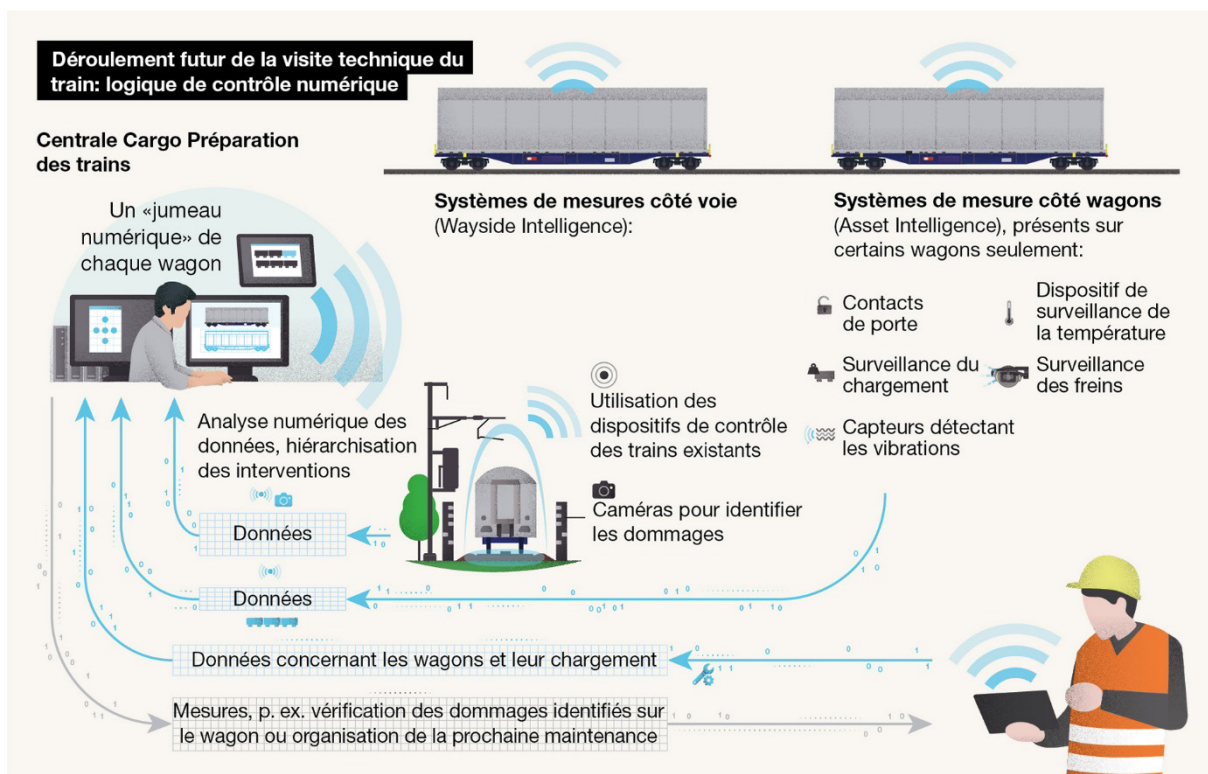 Déroulement futur de la visite technique du
train: logique de contrôle numérique
Centrale Cargo Préparation
des trains
Un «jumeau
numérique» de
chaque wagon
Analyse numérique des
données, hiérarchisation
des interventions
Systèmes de mesures côté voie
(Wayside Intelligence):
Utilisation des
dispositifs de contrôle
des trains existants
Caméras pour identifier
les dommages
Systèmes de mesure côté wagons
(Asset Intelligence), présents sur
certains wagons seulement:
Contacts
de porte
Dispositif de
surveillance de
la température
Surveillance du
chargement
Surveillance
des freins
Capteurs détectant
les vibrations
Données
Données
Données concernant les wagons et leur chargement
Mesures, p. ex. vérification des dommages identifiés sur
le wagon ou organisation de la prochaine maintenance